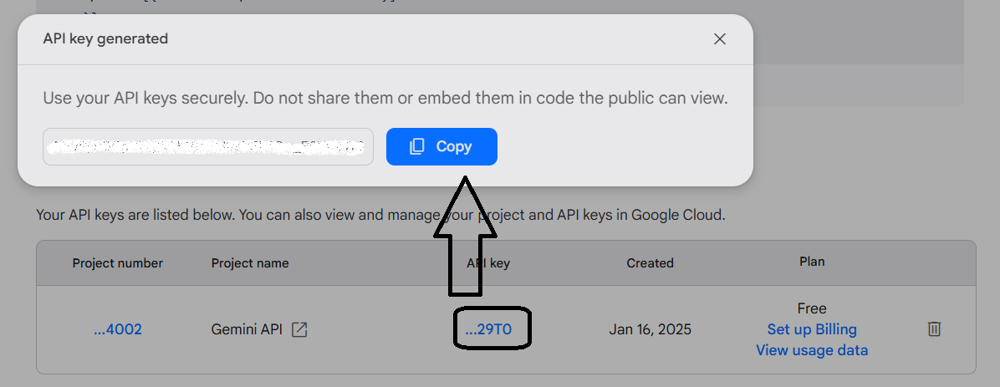 API key generated
Use your API keys securely. Do not share them or embed them in code the public can view.
Copy
Your API keys are listed below. You can also view and manage your project and API keys in Google Cloud.
Project number Project name API key Created Plan
...4002 Gemini API ...29T0 Jan 16, 2025 Free
Set up Billing
View usage data